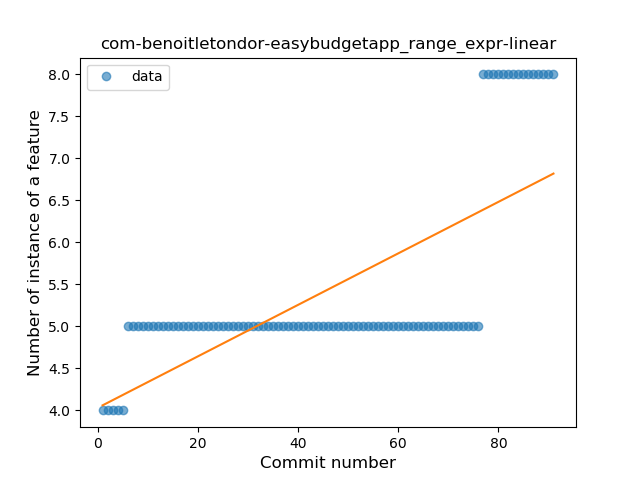 com-benoitletondor-easybudgetapp_range_expr-linear
data
Number of instance of a feature
8.0
7.5
7.0
6.5
6.0
5.5
5.0
4.5
4.0
0 20 40 60 80
Commit number